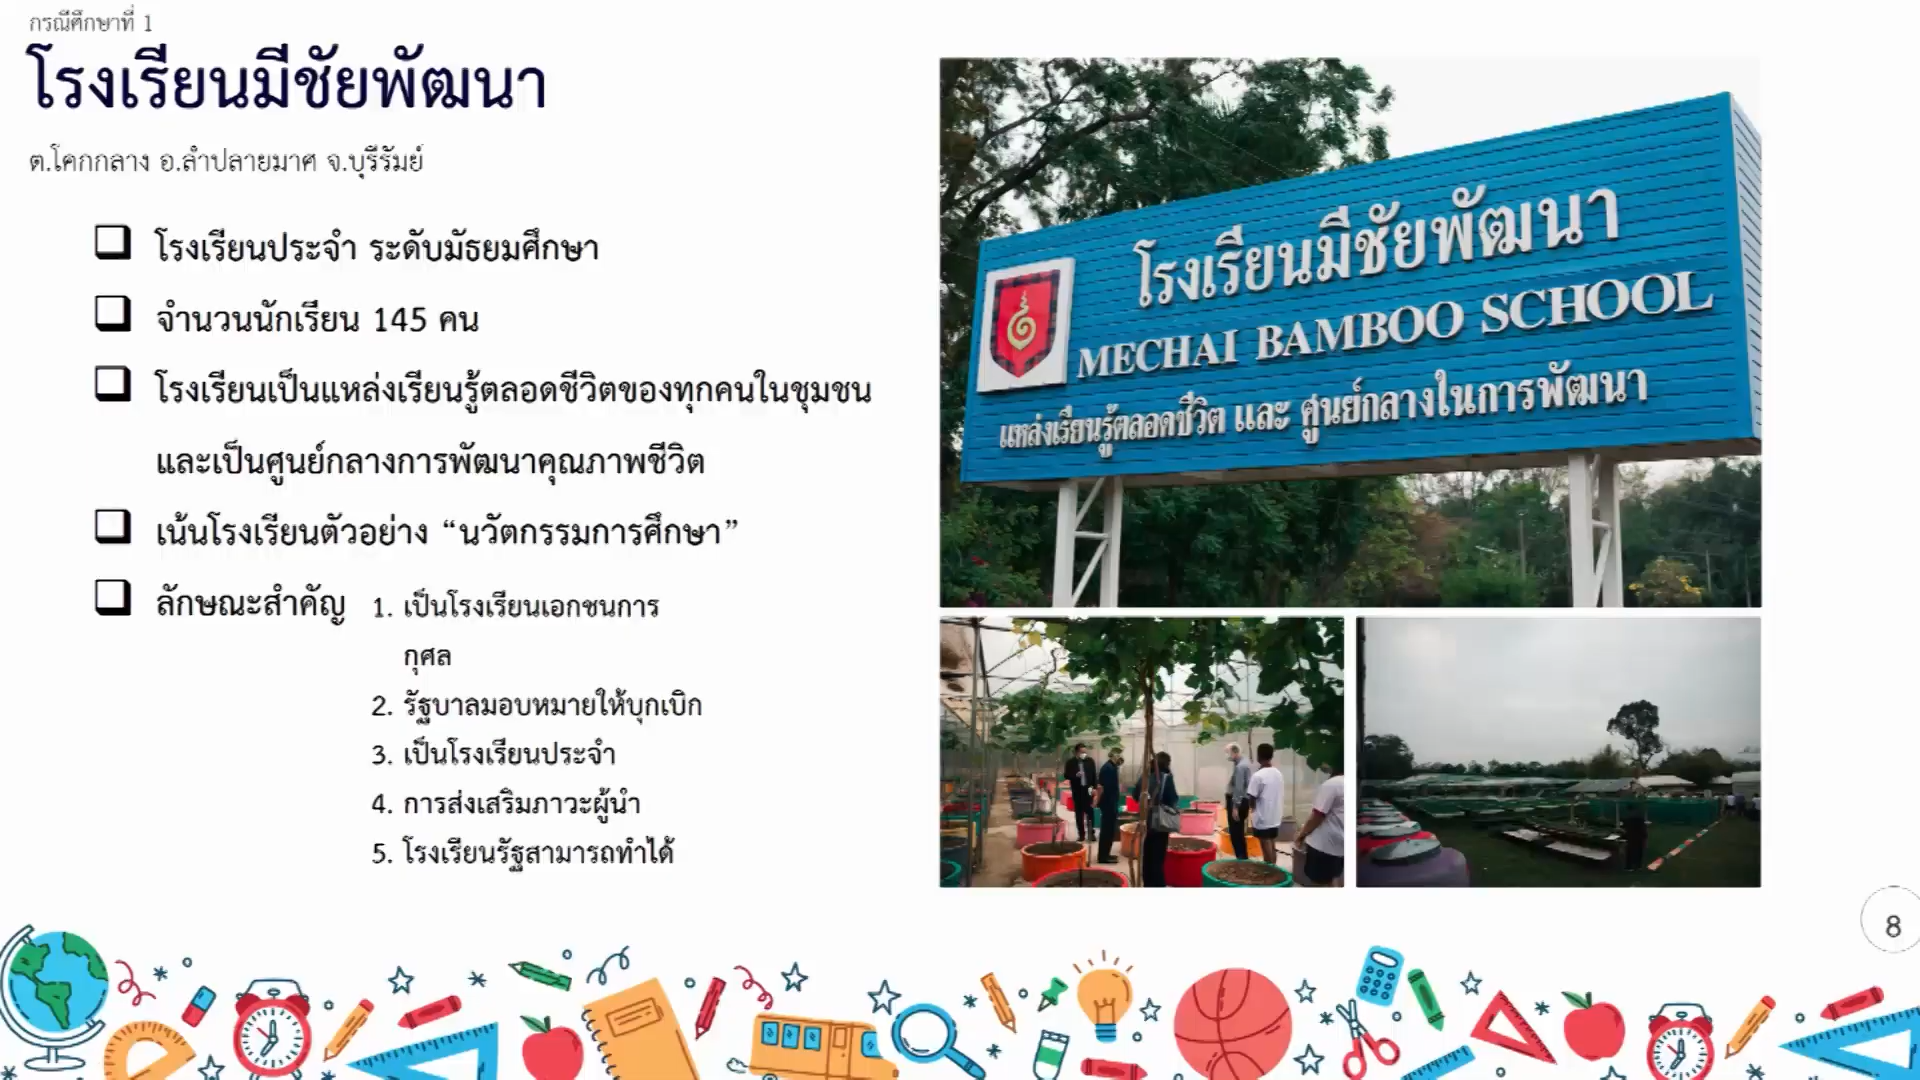 กรณีศึกษาที่ 1
โรงเรียนมีชัยพัฒนา
ต.โคกกลาง อ.ลำปลายมาศ จ.บุรีรัมย์
โรงเรียนประจำ ระดับมัธยมศึกษา
จำนวนนักเรียน 145 คน
โรงเรียนเป็นแหล่งเรียนรู้ตลอดชีวิตของทุกคนในชุมชน
และเป็นศูนย์กลางการพัฒนาคุณภาพชีวิต
เน้นโรงเรียนตัวอย่าง “นวัตกรรมการศึกษา”
ลักษณะสำคัญ
1. เป็นโรงเรียนเอกชนการ
กุศล
2. รัฐบาลมอบหมายให้บุกเบิก
3. เป็นโรงเรียนประจำ
4. การส่งเสริมภาวะผู้นำ
5. โรงเรียนรัฐสามารถทำได้
โรงเรียนมีชัยพัฒนา
MECHAI BAMBOO SCHOOL
แหล่งเรียนรู้ตลอดชีวิต และ ศูนย์กลางในการพัฒนา
8